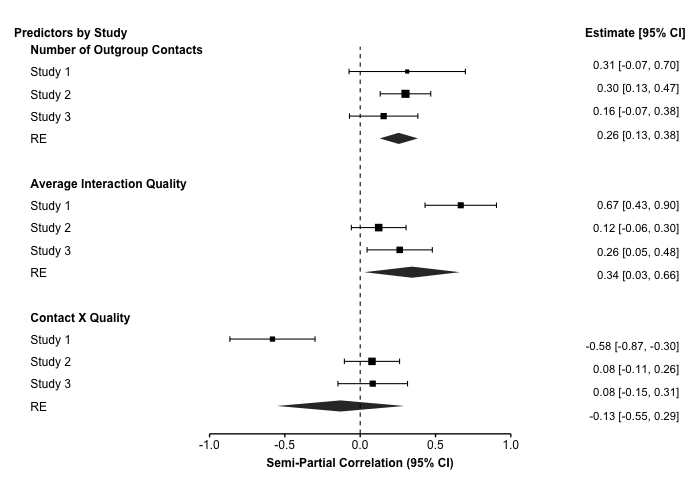 Predictors by Study Estimate [95% CI]
Number of Outgroup Contacts
Study 1 0.31 [-0.07, 0.70]
Study 2 0.30 [0.13, 0.47]
Study 3 0.16 [-0.07, 0.38]
RE 0.26 [0.13, 0.38]
Average Interaction Quality
Study 1 0.67 [0.43, 0.90]
Study 2 0.12 [-0.06, 0.30]
Study 3 0.26 [0.05, 0.48]
RE 0.34 [0.03, 0.66]
Contact X Quality
Study 1 -0.58 [-0.87, -0.30]
Study 2 0.08 [-0.11, 0.26]
Study 3 0.08 [-0.15, 0.31]
RE -0.13 [-0.55, 0.29]
-1.0 -0.5 0.0 0.5 1.0
Semi-Partial Correlation (95% CI)